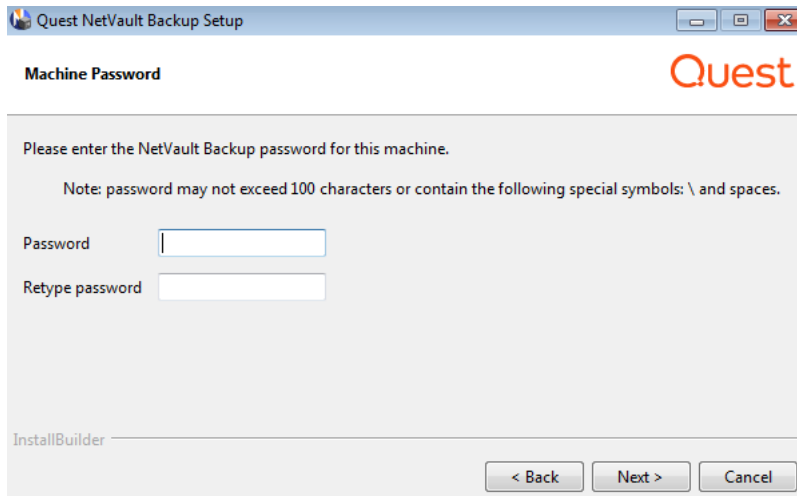 Quest NetVault Backup Setup
Machine Password
Quest
Please enter the NetVault Backup password for this machine.
Note: password may not exceed 100 characters or contain the following special symbols: \ and spaces.
Password
Retype password
InstallBuilder
< Back Next > Cancel